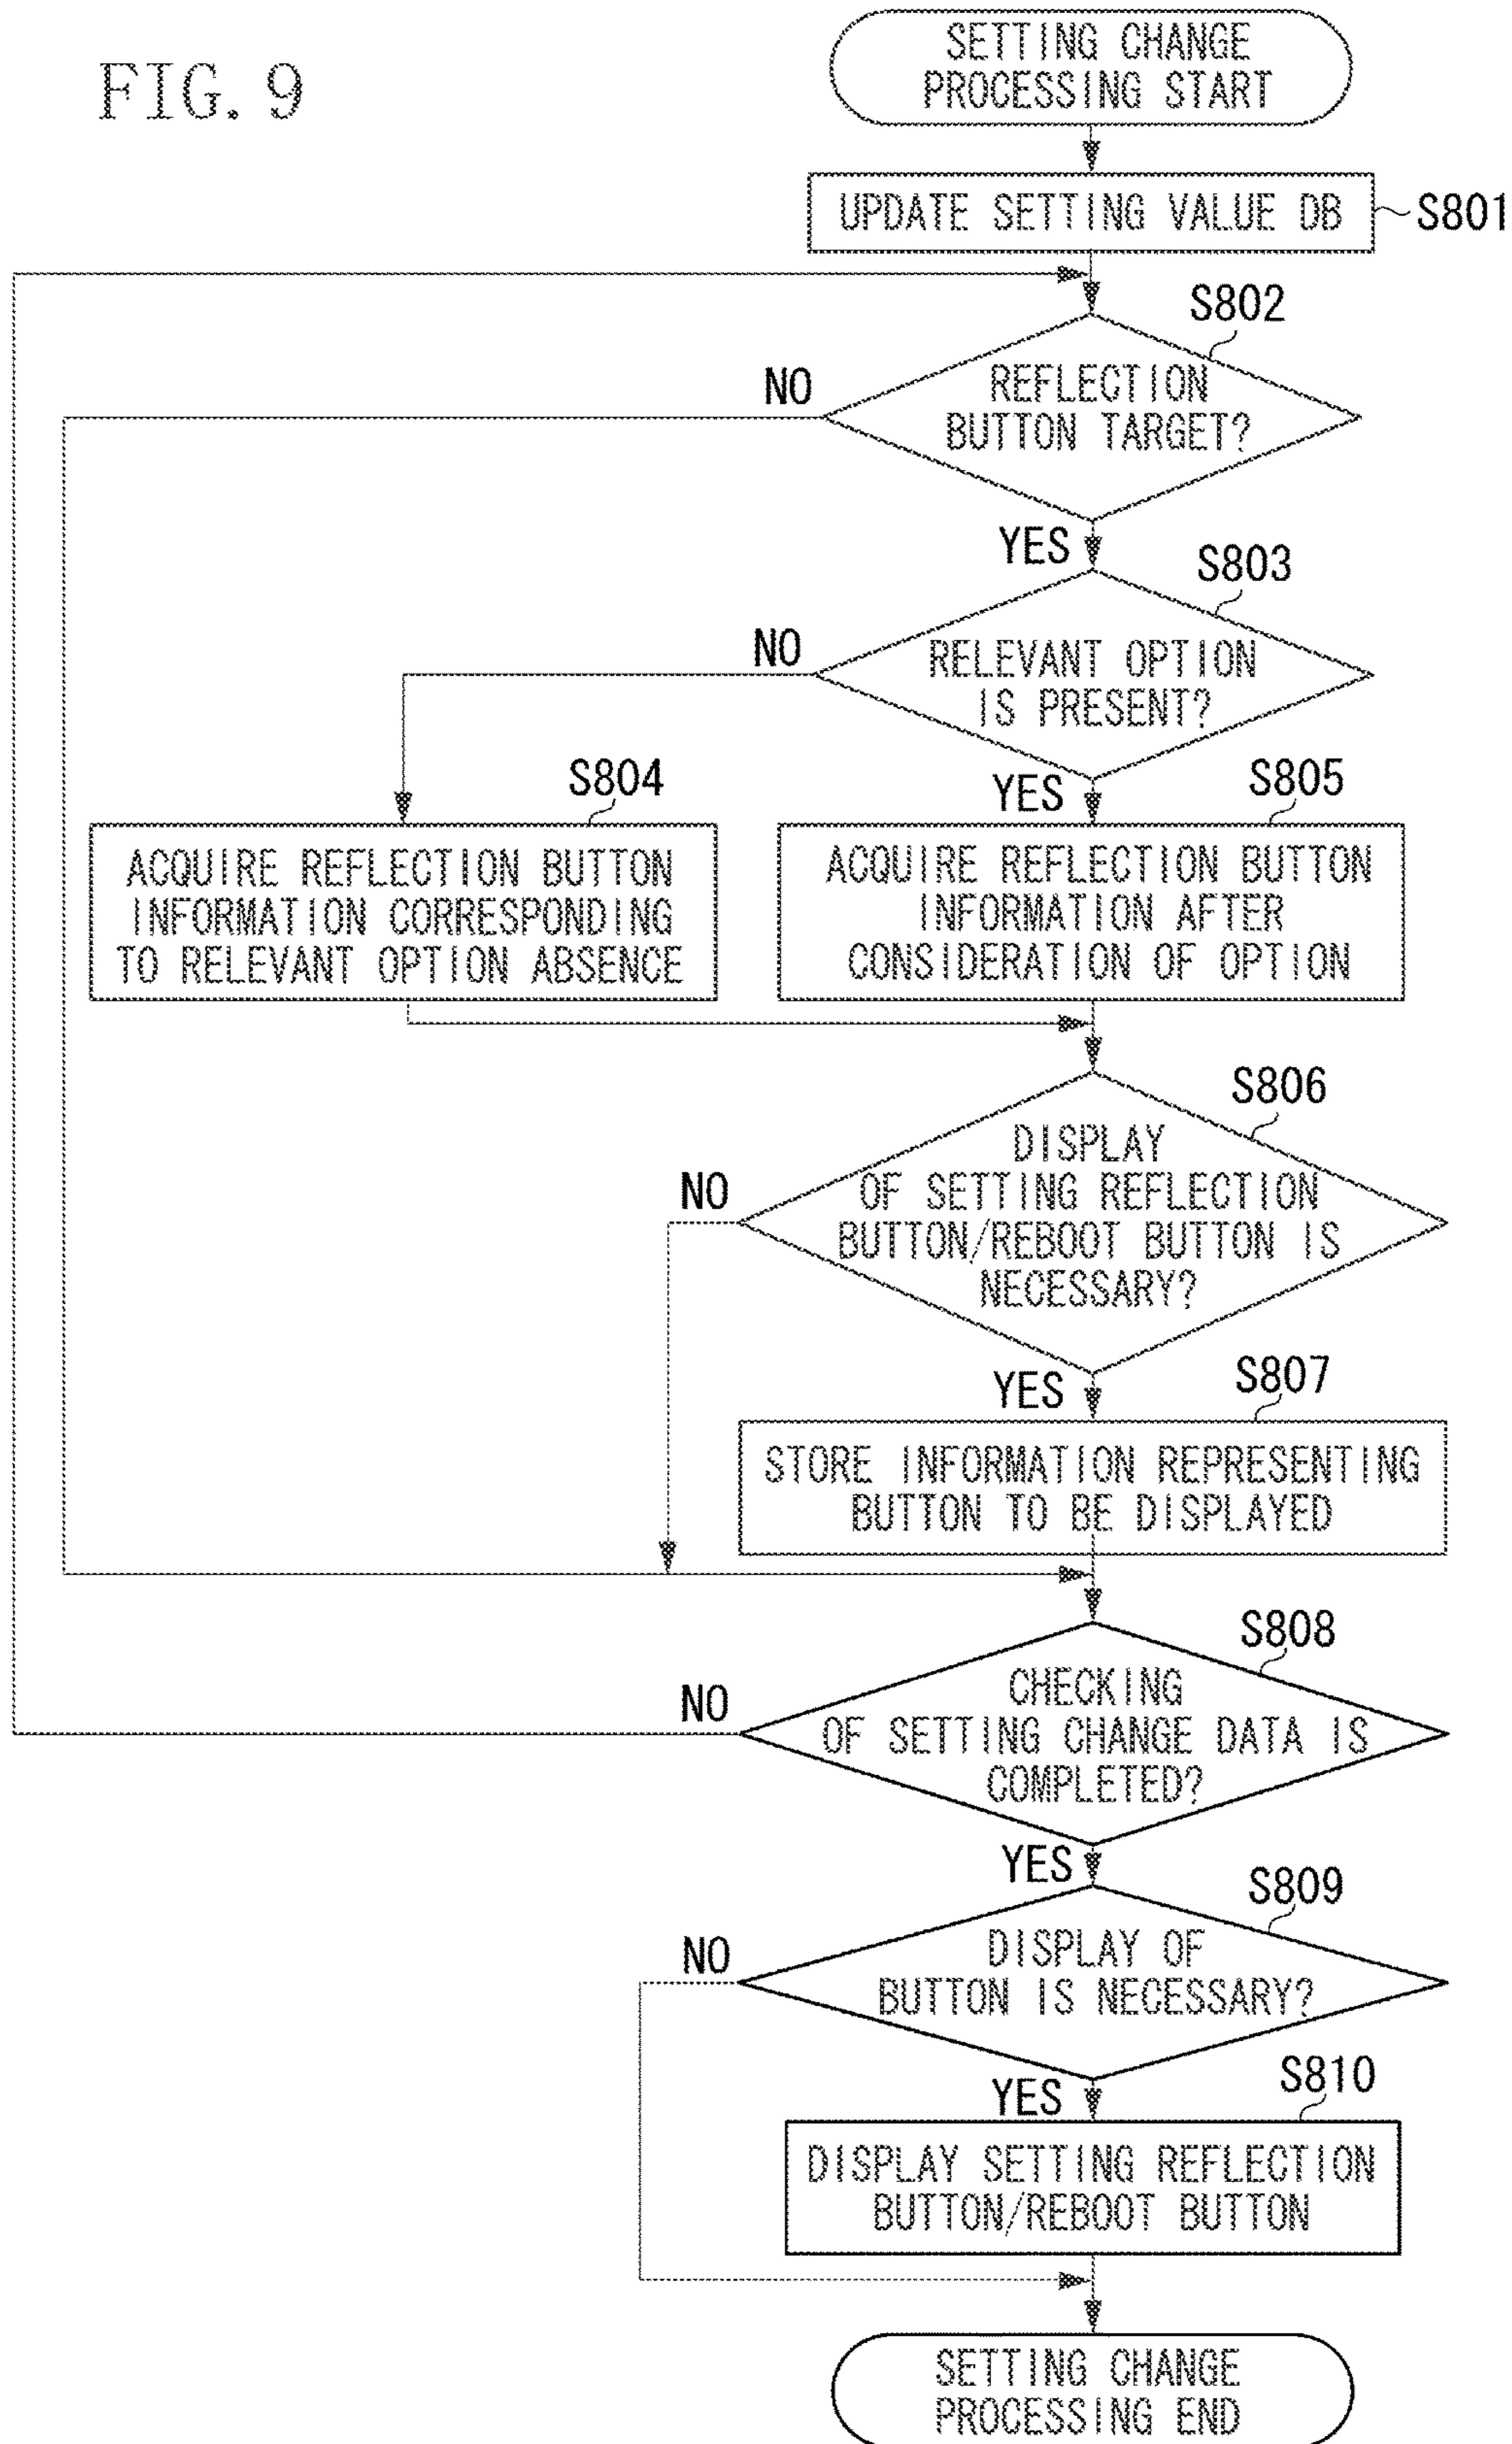 FIG. 9
SETTING CHANGE
PROCESSING START
UPDATE SETTING VALUE DB
S801
S802
NO
REFLECTION
BUTTON TARGET?
YES
S803
NO
RELEVANT OPTION
IS PRESENT?
S804
YES
S805
ACQUIRE REFLECTION BUTTON
INFORMATION CORRESPONDING
TO RELEVANT OPTION ABSENCE
ACQUIRE REFLECTION BUTTON
INFORMATION AFTER
CONSIDERATION OF OPTION
S806
NO
DISPLAY
OF SETTING REFLECTION
BUTTON/REBOOT BUTTON IS
NECESSARY?
YES
S807
STORE INFORMATION REPRESENTING
BUTTON TO BE DISPLAYED
S808
NO
CHECKING
OF SETTING CHANGE DATA IS
COMPLETED?
YES
S809
NO
DISPLAY OF
BUTTON IS NECESSARY?
YES
S810
DISPLAY SETTING REFLECTION
BUTTON/REBOOT BUTTON
SETTING CHANGE
PROCESSING END